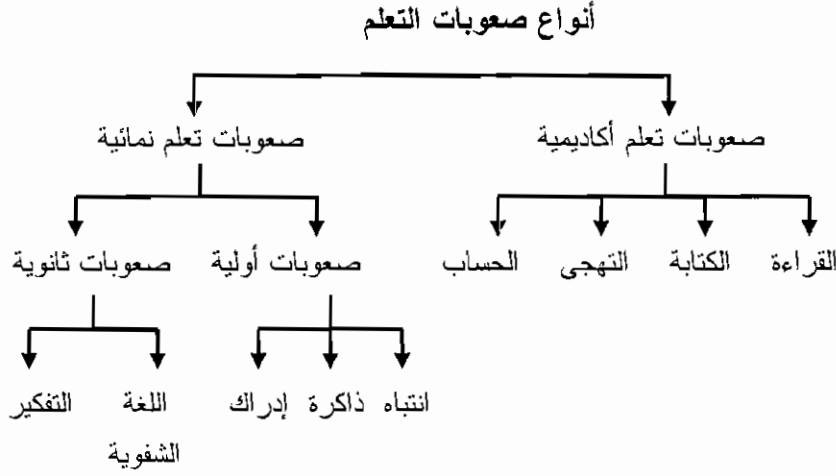 أنواع صعوبات التعلم
صعوبات تعلم أكاديمية صعوبات تعلم نمائية
القراءة الكتابة التهجى الحساب صعوبات أولية صعوبات ثانوية
انتباه ذاكرة إدراك اللغة التفكير
الشفوية